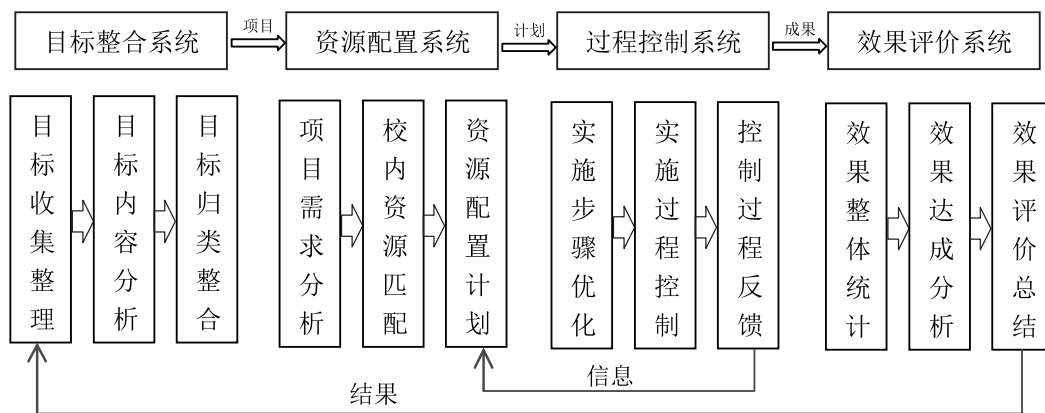 目标整合系统
项目
资源配置系统
计划
过程控制系统
成果
效果评价系统
目标收集整理
目标内容分析
目标归类整合
项目需求分析
校内资源匹配
资源配置计划
实施步骤优化
实施过程控制
控制过程反馈
效果整体统计
效果达成分析
效果评价总结
信息
结果